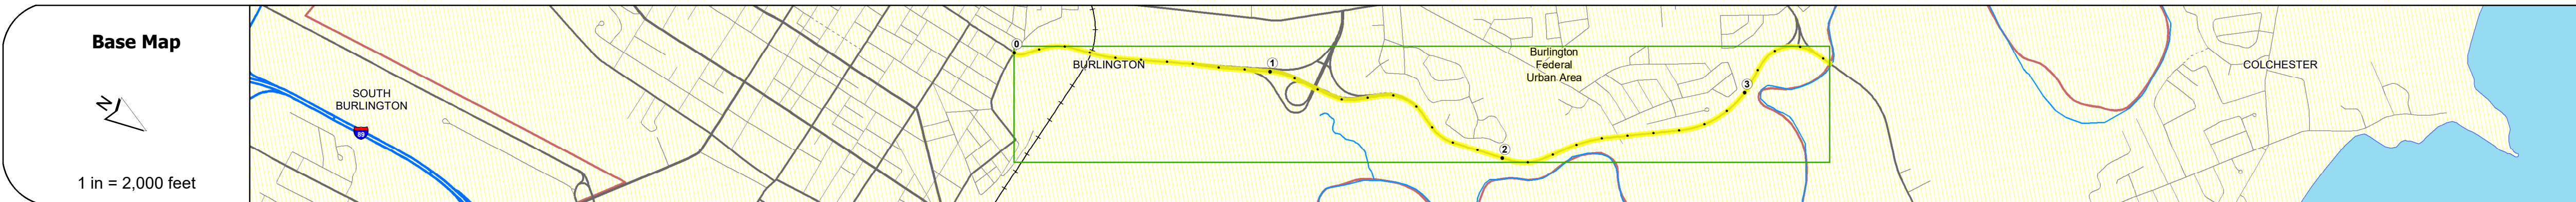 Base Map
N
1 in = 2,000 feet
SOUTH
BURLINGTON
89
0
BURLINGTON
1
Burlington
Federal
Urban Area
2
3
COLCHESTER